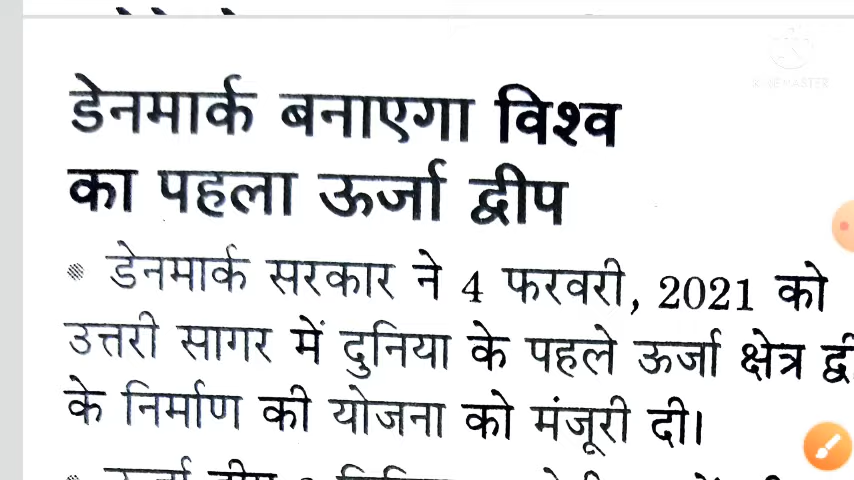 डेनमार्क बनाएगा विश्व
का पहला ऊर्जा द्वीप
• डेनमार्क सरकार ने 4 फरवरी, 2021 को
उत्तरी सागर में दुनिया के पहले ऊर्जा क्षेत्र
के निर्माण की योजना को मंजूरी दी।